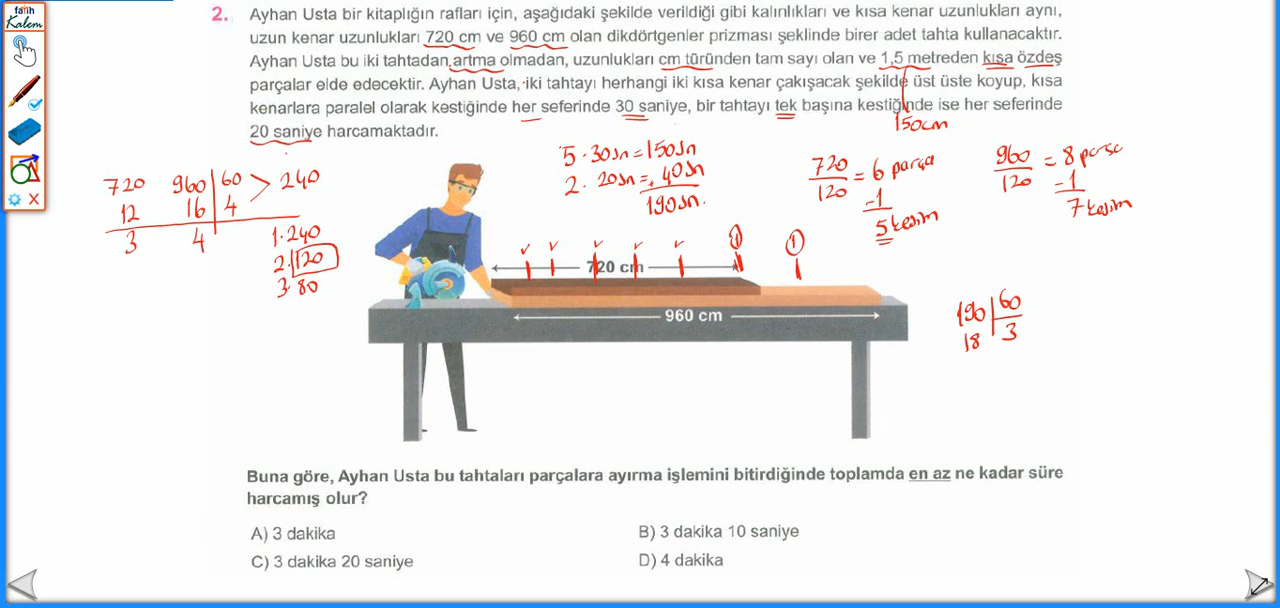 fatih
Kalem
2. Ayhan Usta bir kitaplığın rafları için, aşağıdaki şekilde verildiği gibi kalınlıkları ve kısa kenar uzunlukları aynı,
uzun kenar uzunlukları 720 cm ve 960 cm olan dikdörtgenler prizması şeklinde birer adet tahta kullanacaktır.
Ayhan Usta bu iki tahtadan artma olmadan, uzunlukları cm türünden tam sayı olan ve 1,5 metreden kısa özdeş
parçalar elde edecektir. Ayhan Usta, iki tahtayı herhangi iki kısa kenar çakışacak şekilde üst üste koyup, kısa
kenarlara paralel olarak kestiğinde her seferinde 30 saniye, bir tahtayı tek başına kestiğinde ise her seferinde
20 saniye harcamaktadır.
150cm
5·30sn=150sn
2·20sn=+40sn
190sn.
720/120 = 6 parça
-1
5 kesim
960/120 = 8 parça
-1
7 kesim
720 960 | 60 > 240
12 16 | 4
3 4
1·240
2·120
3·80
1 1
720 cm
960 cm
190 | 60
18 3
Buna göre, Ayhan Usta bu tahtaları parçalara ayırma işlemini bitirdiğinde toplamda en az ne kadar süre
harcamış olur?
A) 3 dakika
B) 3 dakika 10 saniye
C) 3 dakika 20 saniye
D) 4 dakika